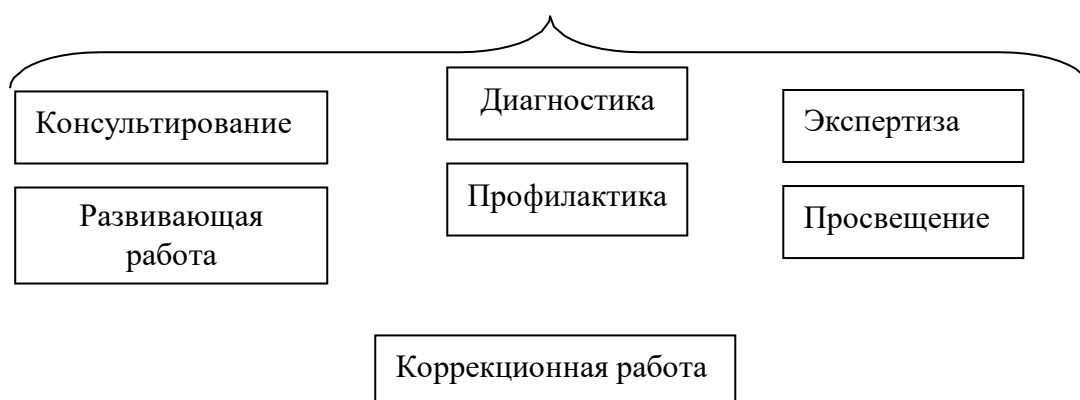 Консультирование
Диагностика
Экспертиза
Развивающая
работа
Профилактика
Просвещение
Коррекционная работа